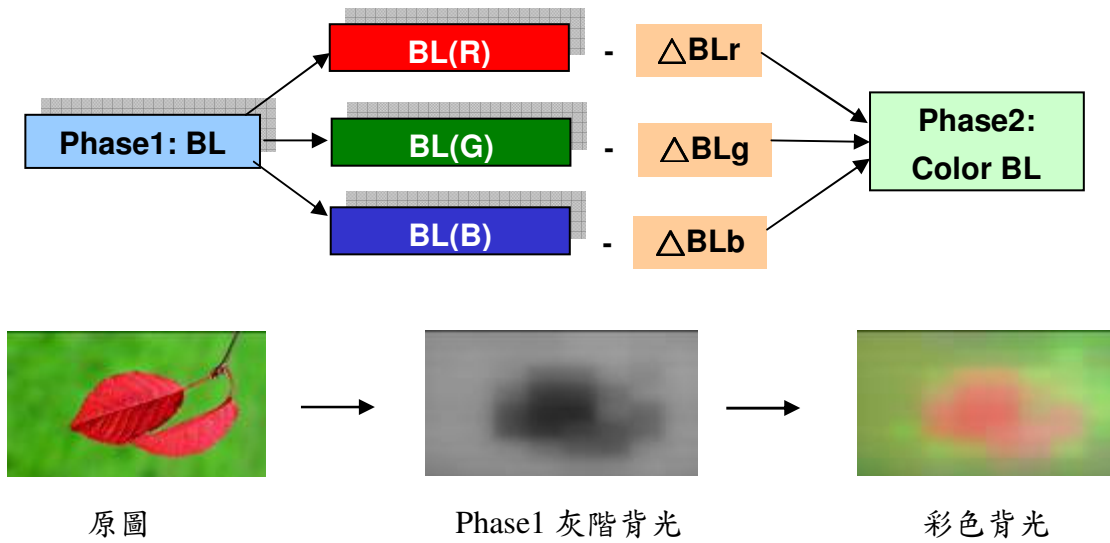 BL(R) - △BLr
Phase1: BL
BL(G) - △BLg
Phase2:
Color BL
BL(B) - △BLb
原圖
Phase1 灰階背光
彩色背光